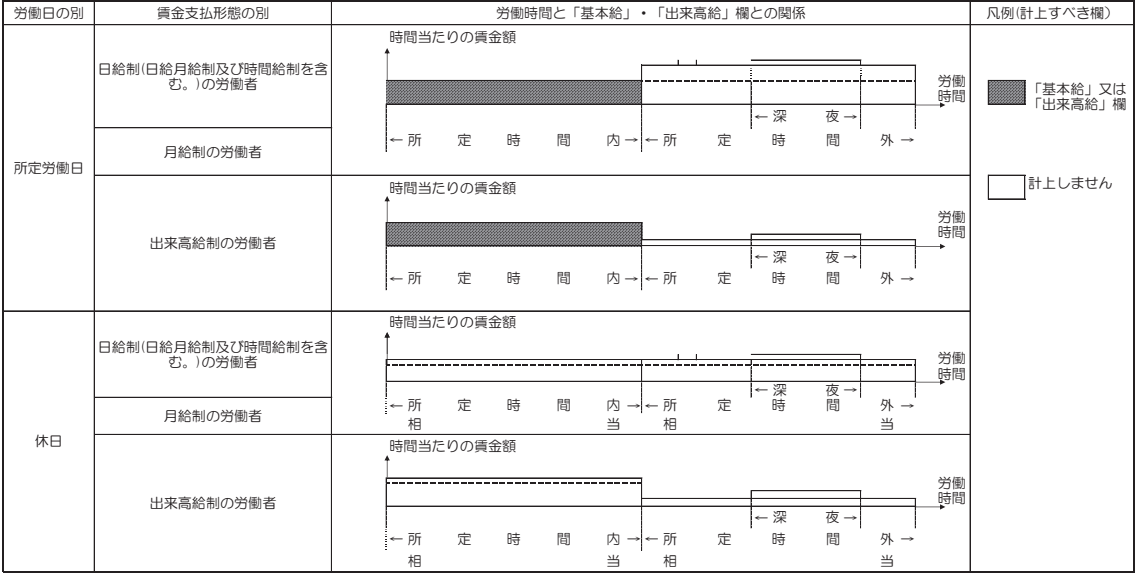 労働日の別
賃金支払形態の別
労働時間と「基本給」・「出来高給」欄との関係
凡例(計上すべき欄)
所定労働日
日給制(日給月給制及び時間給制を含
む。)の労働者
月給制の労働者
時間当たりの賃金額
労働
時間
←深 夜→
←所 定 時 間 内→
←所 定 時 間 外→
「基本給」又は
「出来高給」欄
計上しません
出来高給制の労働者
時間当たりの賃金額
労働
時間
←深 夜→
←所 定 時 間 内→
←所 定 時 間 外→
休日
日給制(日給月給制及び時間給制を含
む。)の労働者
月給制の労働者
時間当たりの賃金額
労働
時間
←深 夜→
←所 定 時 間 内→
相 当
←所 定 時 間 外→
相 当
出来高給制の労働者
時間当たりの賃金額
労働
時間
←深 夜→
←所 定 時 間 内→
相 当
←所 定 時 間 外→
相 当